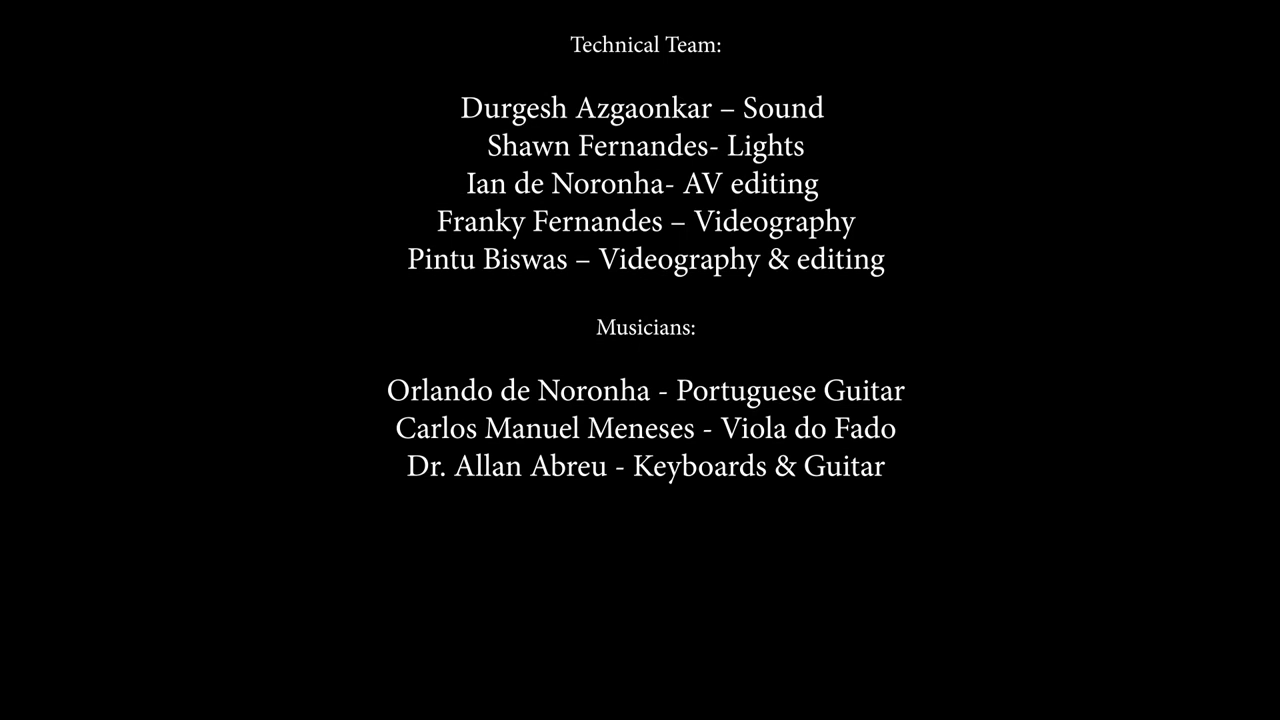 Technical Team:
Durgesh Azgaonkar – Sound
Shawn Fernandes- Lights
Ian de Noronha- AV editing
Franky Fernandes – Videography
Pintu Biswas – Videography & editing
Musicians:
Orlando de Noronha - Portuguese Guitar
Carlos Manuel Meneses - Viola do Fado
Dr. Allan Abreu - Keyboards & Guitar